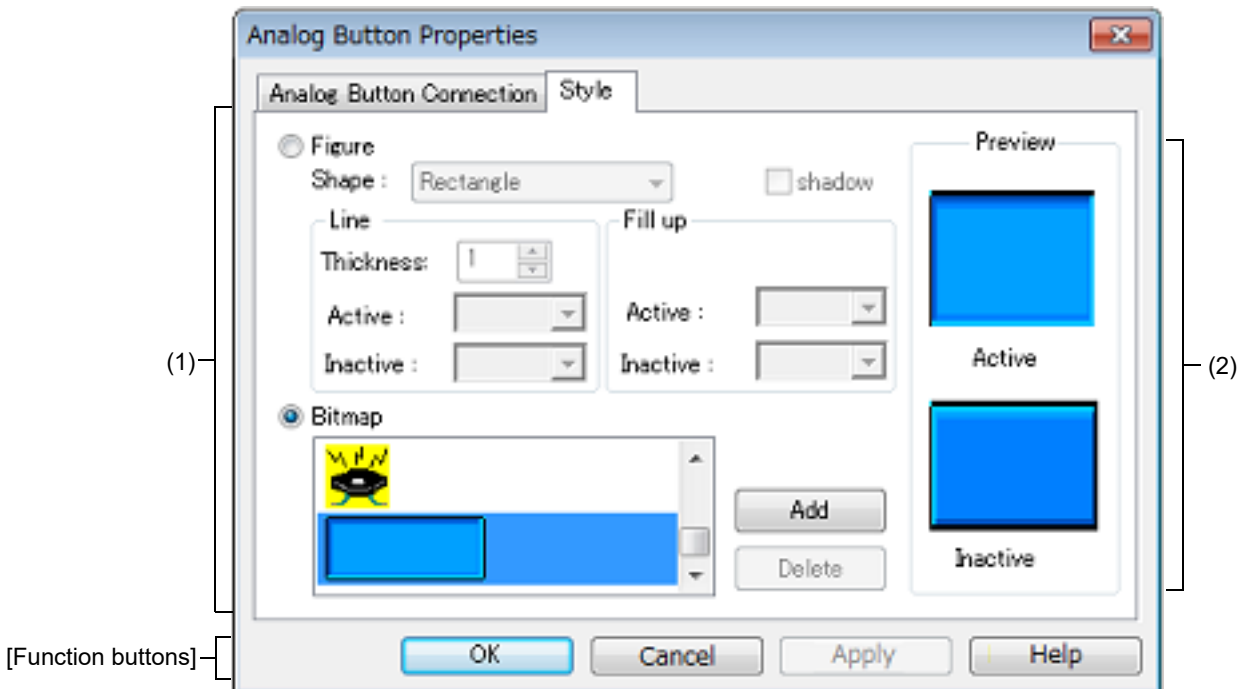 Analog Button Properties
Analog Button Connection
Style
Figure
Shape :
Rectangle
shadow
Line
Thickness:
1
Active :
Inactive :
Fill up
Active :
Inactive :
Bitmap
Add
Delete
Preview
Active
Inactive
(1)
(2)
[Function buttons]
OK
Cancel
Apply
Help